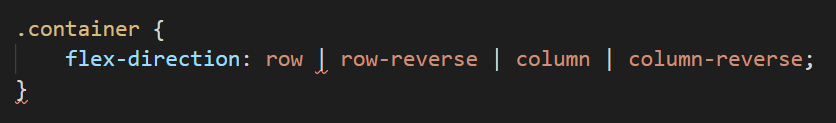 .container {
    flex-direction: row | row-reverse | column | column-reverse;
}